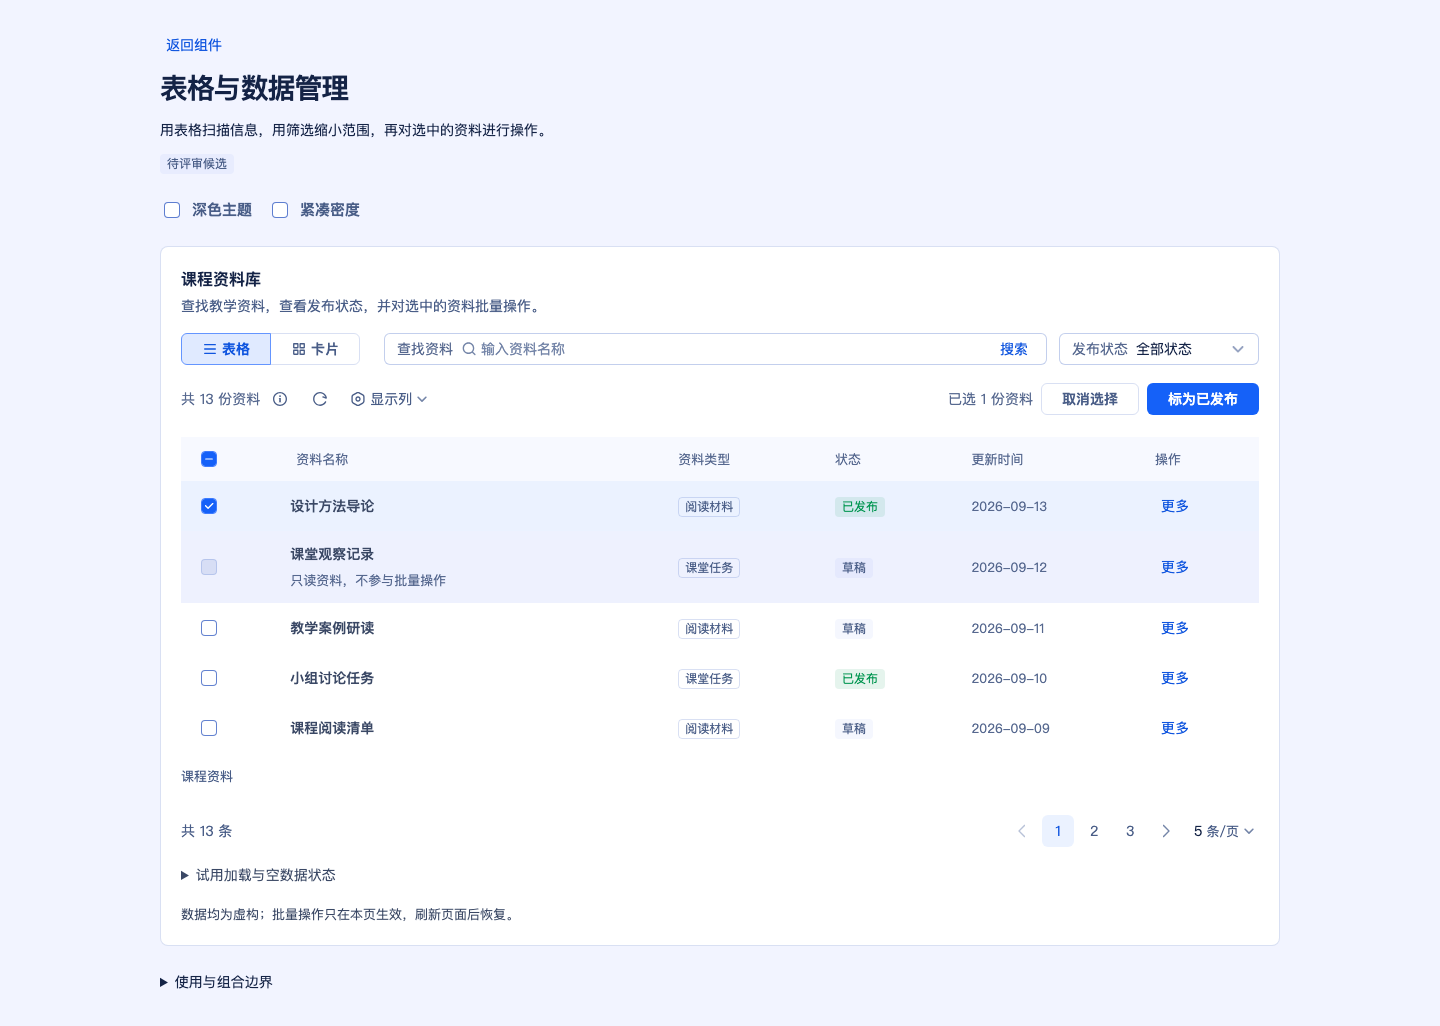 返回组件
表格与数据管理
用表格扫描信息，用筛选缩小范围，再对选中的资料进行操作。
待评审候选
深色主题 紧凑密度
课程资料库
查找教学资料，查看发布状态，并对选中的资料批量操作。
表格 卡片 查找资料 输入资料名称 搜索 发布状态 全部状态
共 13 份资料 显示列 已选 1 份资料 取消选择 标为已发布
资料名称 资料类型 状态 更新时间 操作
设计方法导论 阅读材料 已发布 2026-09-13 更多
课堂观察记录
只读资料，不参与批量操作 课堂任务 草稿 2026-09-12 更多
教学案例研读 阅读材料 草稿 2026-09-11 更多
小组讨论任务 课堂任务 已发布 2026-09-10 更多
课程阅读清单 阅读材料 草稿 2026-09-09 更多
课程资料
共 13 条 1 2 3 5 条/页
试用加载与空数据状态
数据均为虚构；批量操作只在本页生效，刷新页面后恢复。
使用与组合边界